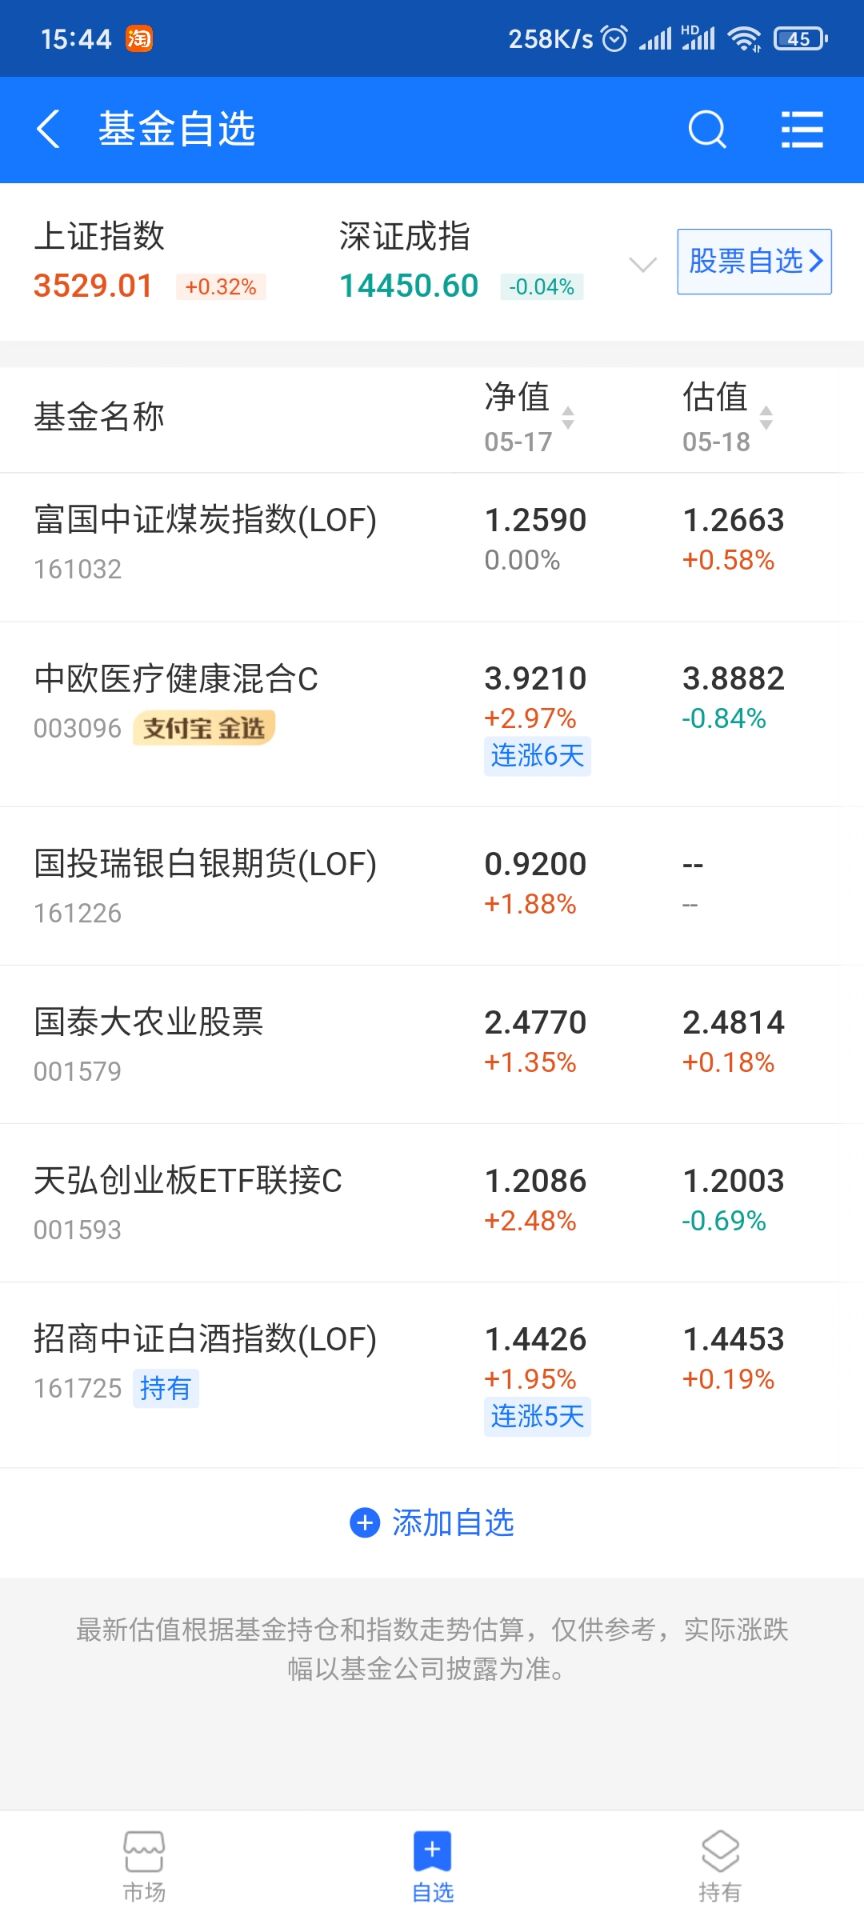 15:44 淘 258K/s HD 45
基金自选
上证指数 深证成指
3529.01 +0.32% 14450.60 -0.04% 股票自选
基金名称 净值 估值
05-17 05-18
富国中证煤炭指数(LOF) 1.2590 1.2663
161032 0.00% +0.58%
中欧医疗健康混合C 3.9210 3.8882
003096 支付宝 金选 +2.97% -0.84%
连涨6天
国投瑞银白银期货(LOF) 0.9200 --
161226 +1.88% --
国泰大农业股票 2.4770 2.4814
001579 +1.35% +0.18%
天弘创业板ETF联接C 1.2086 1.2003
001593 +2.48% -0.69%
招商中证白酒指数(LOF) 1.4426 1.4453
161725 持有 +1.95% +0.19%
连涨5天
添加自选
最新估值根据基金持仓和指数走势估算，仅供参考，实际涨跌
幅以基金公司披露为准。
市场 自选 持有